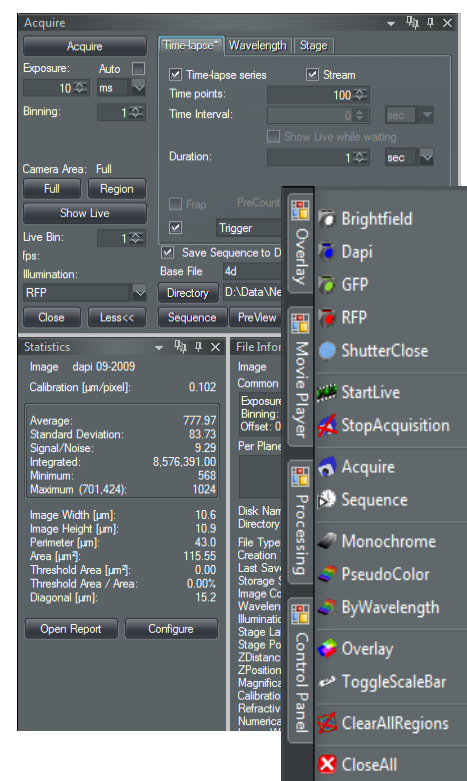 Acquire
Acquire
Exposure: Auto
10 ms
Binning: 1
Camera Area: Full
Full Region
Show Live
Live Bin: 1
fps:
Illumination:
RFP
Close Less<<
Time-lapse* Wavelength Stage
Time-lapse series Stream
Time points: 100
Time Interval: 0 sec
Show Live while waiting
Duration: 1 sec
Frap PreCount
Trigger
Save Sequence to D
Base File 4d
Directory D:\Data\Ne
Sequence PreView
Statistics
Image dapi 09-2009
Calibration [µm/pixel]: 0.102
Average: 777.97
Standard Deviation: 83.73
Signal/Noise: 9.29
Integrated: 8,576,391.00
Minimum: 568
Maximum (701,424): 1024
Image Width [µm]: 10.6
Image Height [µm]: 10.9
Perimeter [µm]: 43.0
Area [µm²]: 115.55
Threshold Area [µm²]: 0.00
Threshold Area / Area: 0.00%
Diagonal [µm]: 15.2
Open Report Configure
File Infor
Image
Common
Exposure
Binning:
Offset: 0
Per Plane
Disk Nam
Directory
File Type
Creation
Last Save
Storage S
Image Co
Wavelen
Illuminatio
Stage Lal
Stage Po
ZDistanc
ZPosition
Magnifica
Calibratio
Refractiv
Numerica
Overlay
Movie Player
Processing
Control Panel
Brightfield
Dapi
GFP
RFP
ShutterClose
StartLive
StopAcquisition
Acquire
Sequence
Monochrome
PseudoColor
ByWavelength
Overlay
ToggleScaleBar
ClearAllRegions
CloseAll